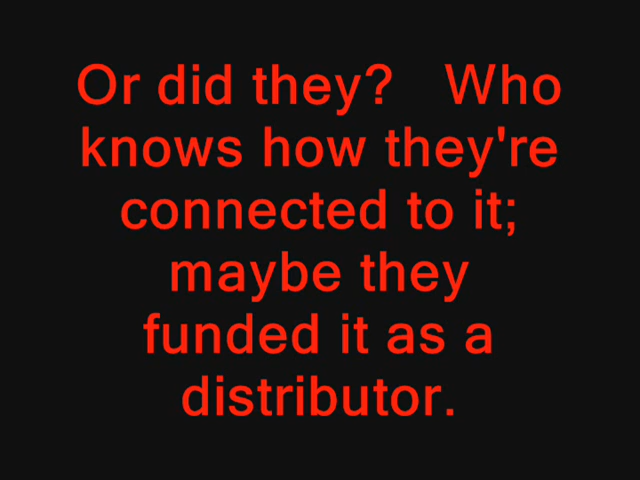 Or did they? Who
knows how they're
connected to it;
maybe they
funded it as a
distributor.